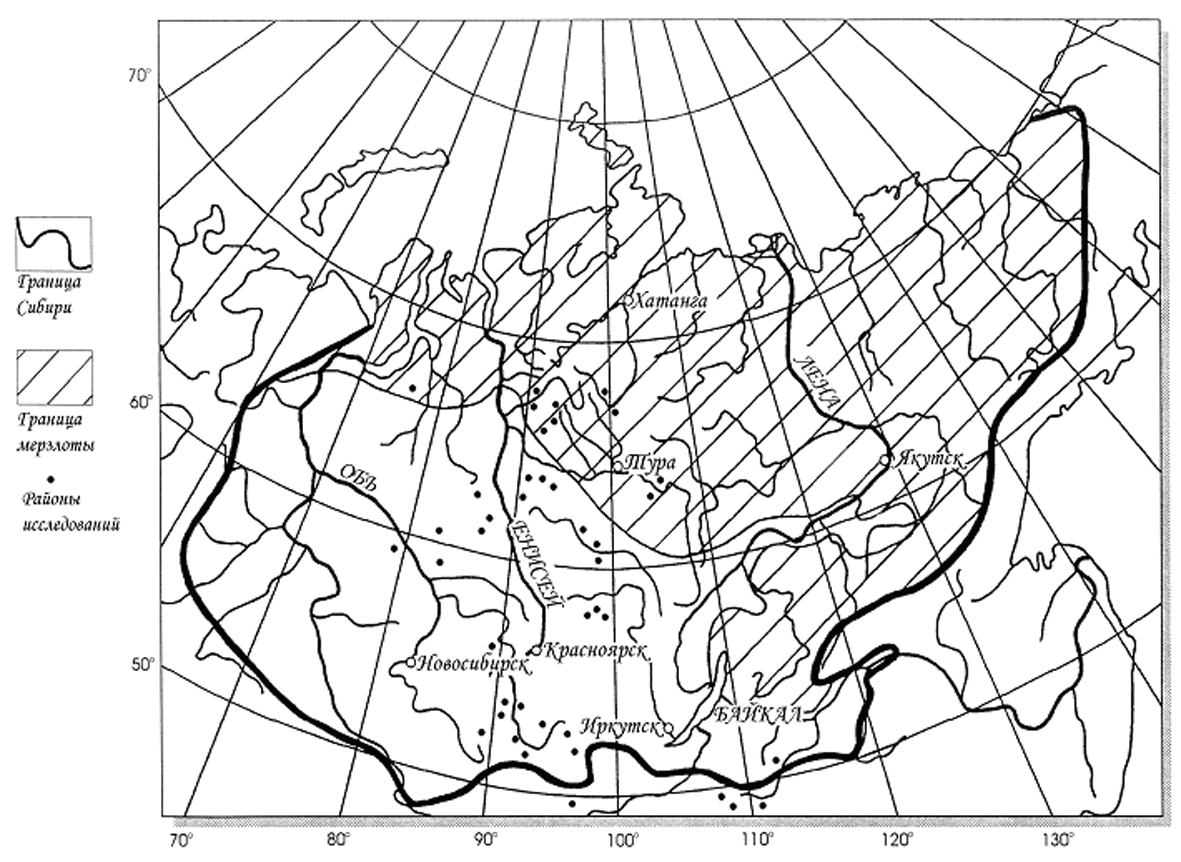 70°
60°
50°
Граница
Сибири
Граница
мерзлоты
Районы
исследований
Хатанга
ЛЕНА
Тура
Якутск
ОБЬ
ЕНИСЕЙ
Красноярск
Новосибирск
Иркутск
БАЙКАЛ
70° 80° 90° 100° 110° 120° 130°